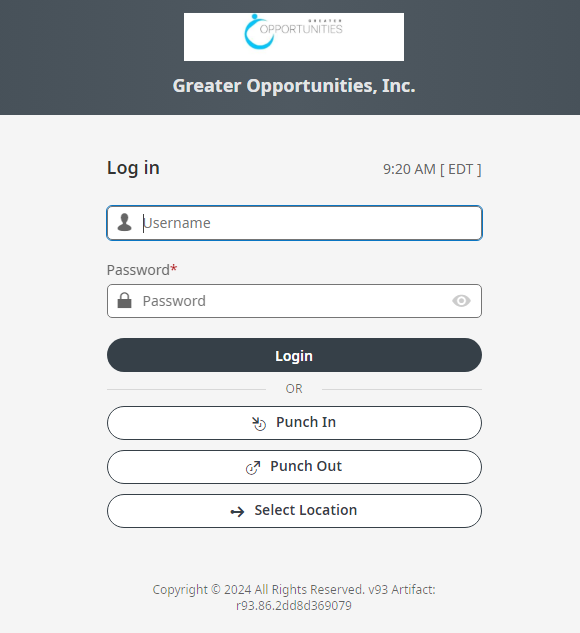 GREATER
OPPORTUNITIES
Greater Opportunities, Inc.
Log in
9:20 AM [ EDT ]
Username
Password*
Password
Login
OR
Punch In
Punch Out
Select Location
Copyright © 2024 All Rights Reserved. v93 Artifact:
r93.86.2dd8d369079